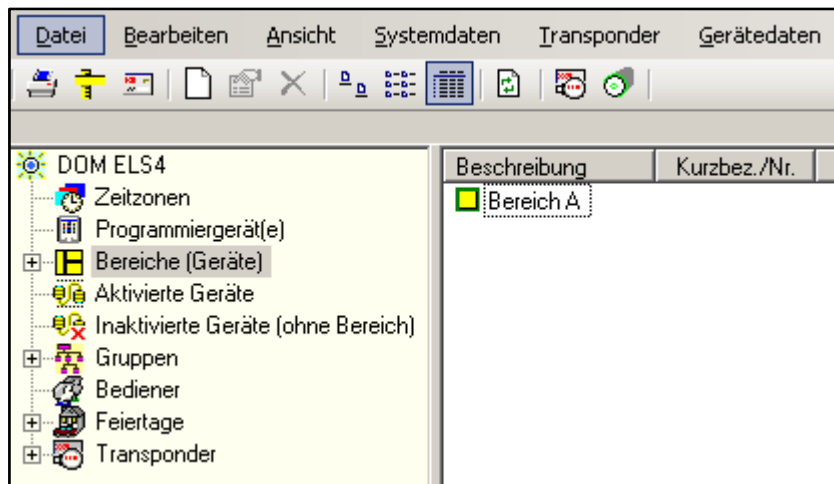 Datei Bearbeiten Ansicht Systemdaten Transponder Gerätedaten
DOM ELS4
Zeitzonen
Programmiergerät(e)
Bereiche (Geräte)
Aktivierte Geräte
Inaktivierte Geräte (ohne Bereich)
Gruppen
Bediener
Feiertage
Transponder
Beschreibung Kurzbez./Nr.
Bereich A